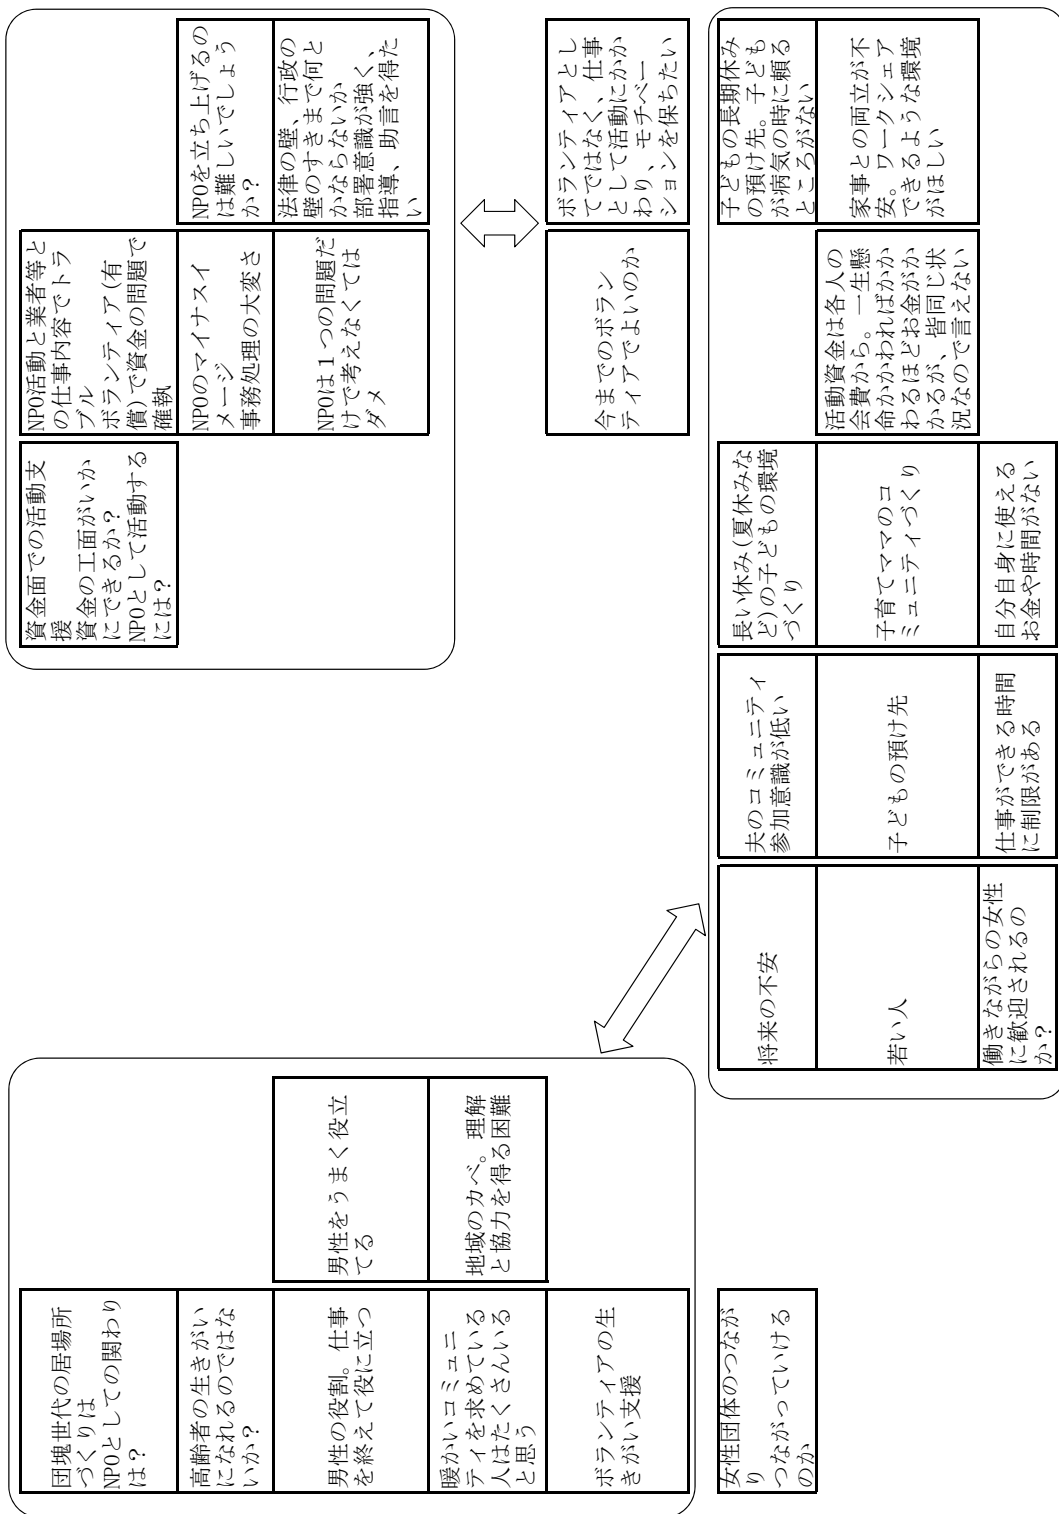 団塊世代の居場所
づくりは
NPOとしての関わり
は？
高齢者の生きがい
になれるのではな
いか？
男性の役割。仕事
を終えて役に立つ
暖かいコミュニ
ティを求めている
人はたくさんいる
と思う
ボランティアの生
きがい支援
男性をうまく役立
てる
地域のカベ。理解
と協力を得る困難
女性団体のつなが
り
つながっていける
のか
資金面での活動支
援
資金の工面がいか
にできるか？
NPOとして活動する
には？
NPO活動と業者等と
の仕事内容でトラ
ブル
ボランティア(有
償)で資金の問題で
確執
NPOのマイナスイ
メージ
事務処理の大変さ
NPOは１つの問題だ
けで考えなくては
ダメ
NPOを立ち上げるの
は難しいでしょう
か？
法律の壁、行政の
壁のすきまで何と
かならないか
部署意識が強く、
指導、助言を得た
い
今までのボラン
ティアでよいのか
ボランティアとし
てではなく、仕事
として活動にかか
わり、モチベー
ションを保ちたい
将来の不安
若い人
働きながらの女性
に歓迎されるの
か？
夫のコミュニティ
参加意識が低い
子どもの預け先
仕事ができる時間
に制限がある
長い休み(夏休みな
ど)の子どもの環境
づくり
子育てママのコ
ミュニティづくり
自分自身に使える
お金や時間がない
活動資金は各人の
会費から。一生懸
命かかわればかか
わるほどお金がか
かるが、皆同じ状
況なので言えない
子どもの長期休み
の預け先。子ども
が病気の時に頼る
ところがない
家事との両立が不
安。ワークシェア
できるような環境
がほしい